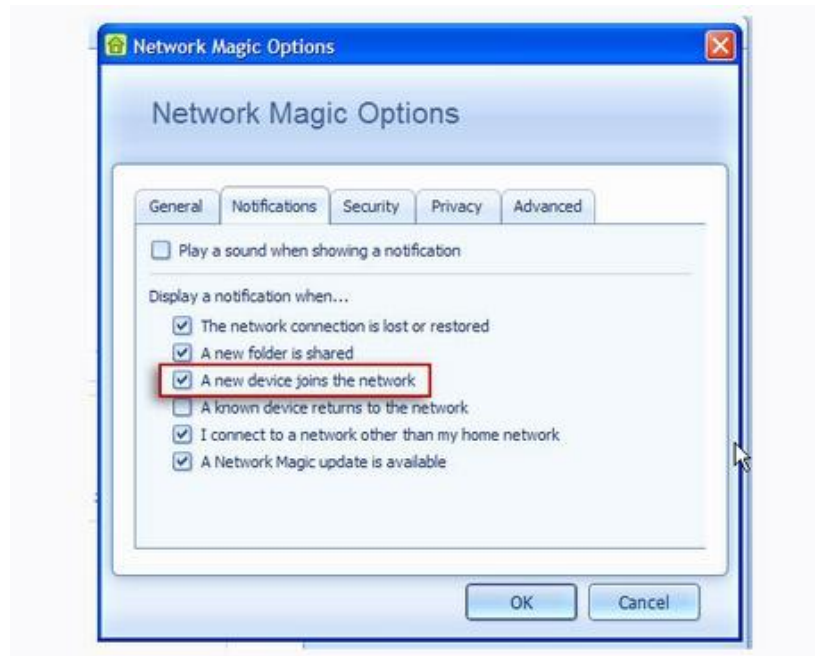 Network Magic Options
Network Magic Options
General Notifications Security Privacy Advanced
Play a sound when showing a notification
Display a notification when...
The network connection is lost or restored
A new folder is shared
A new device joins the network
A known device returns to the network
I connect to a network other than my home network
A Network Magic update is available
OK Cancel